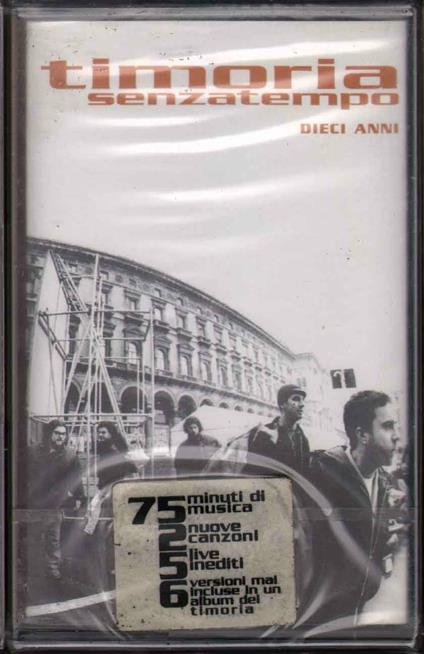 timoria
senzatempo
DIECI ANNI
75 minuti di
musica
2 nuove
canzoni
5 live
inediti
6 versioni mai
incluse in un
album dei
timoria